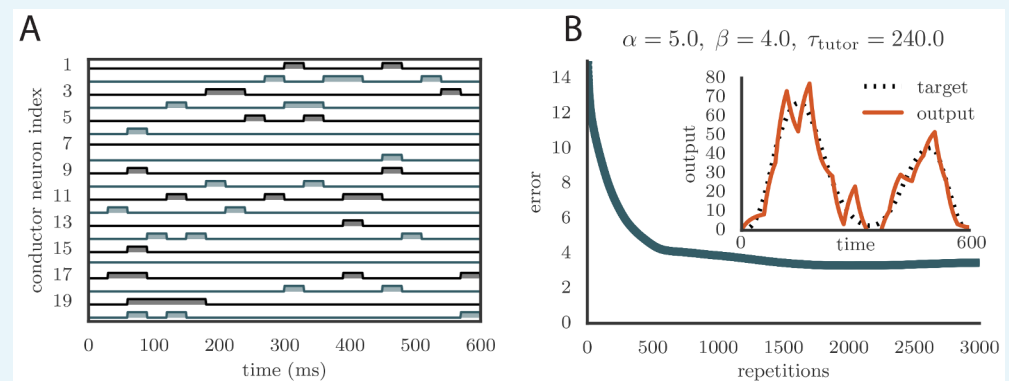 A
conductor neuron index
1
3
5
7
9
11
13
15
17
19
0 100 200 300 400 500 600
time (ms)
B
α = 5.0, β = 4.0, τtutor = 240.0
error
14
12
10
8
6
4
2
0
0 500 1000 1500 2000 2500 3000
repetitions
output
80
70
60
50
40
30
20
10
0
0 time 600
target
output